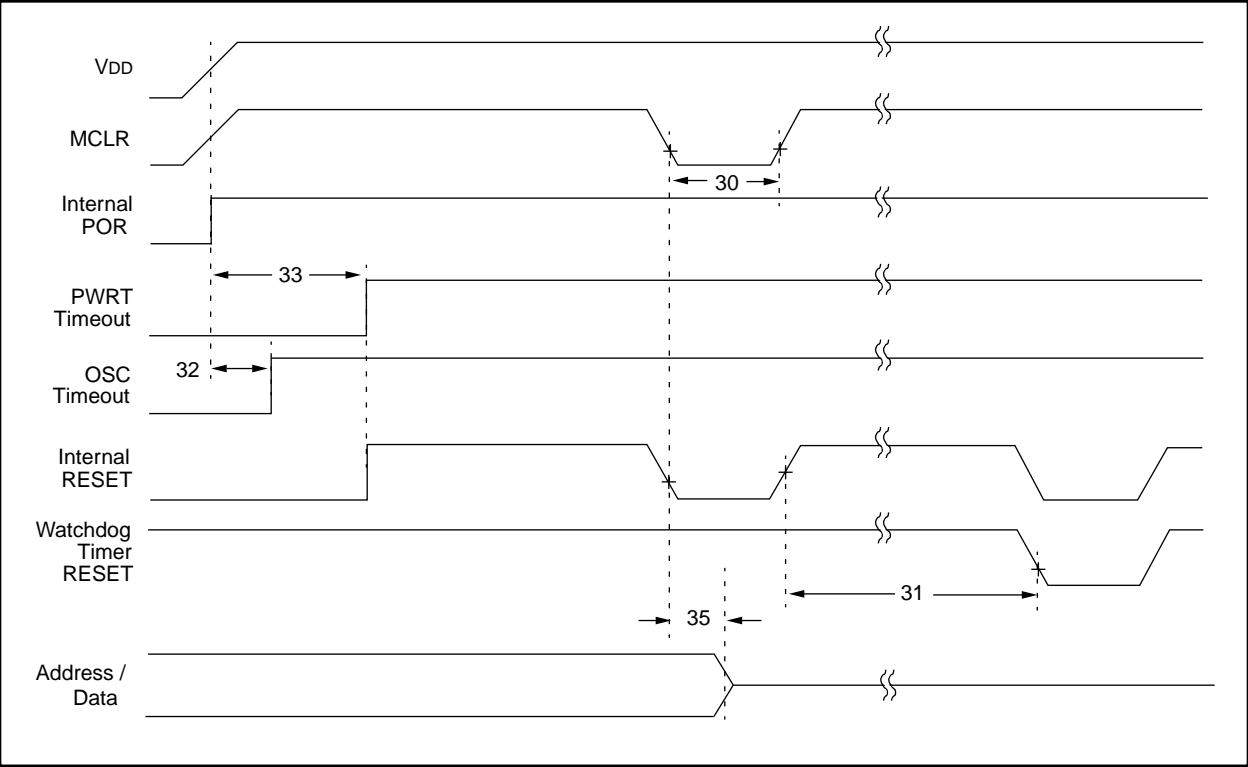 VDD
MCLR
30
Internal
POR
33
PWRT
Timeout
32
OSC
Timeout
Internal
RESET
Watchdog
Timer
RESET
31
35
Address /
Data